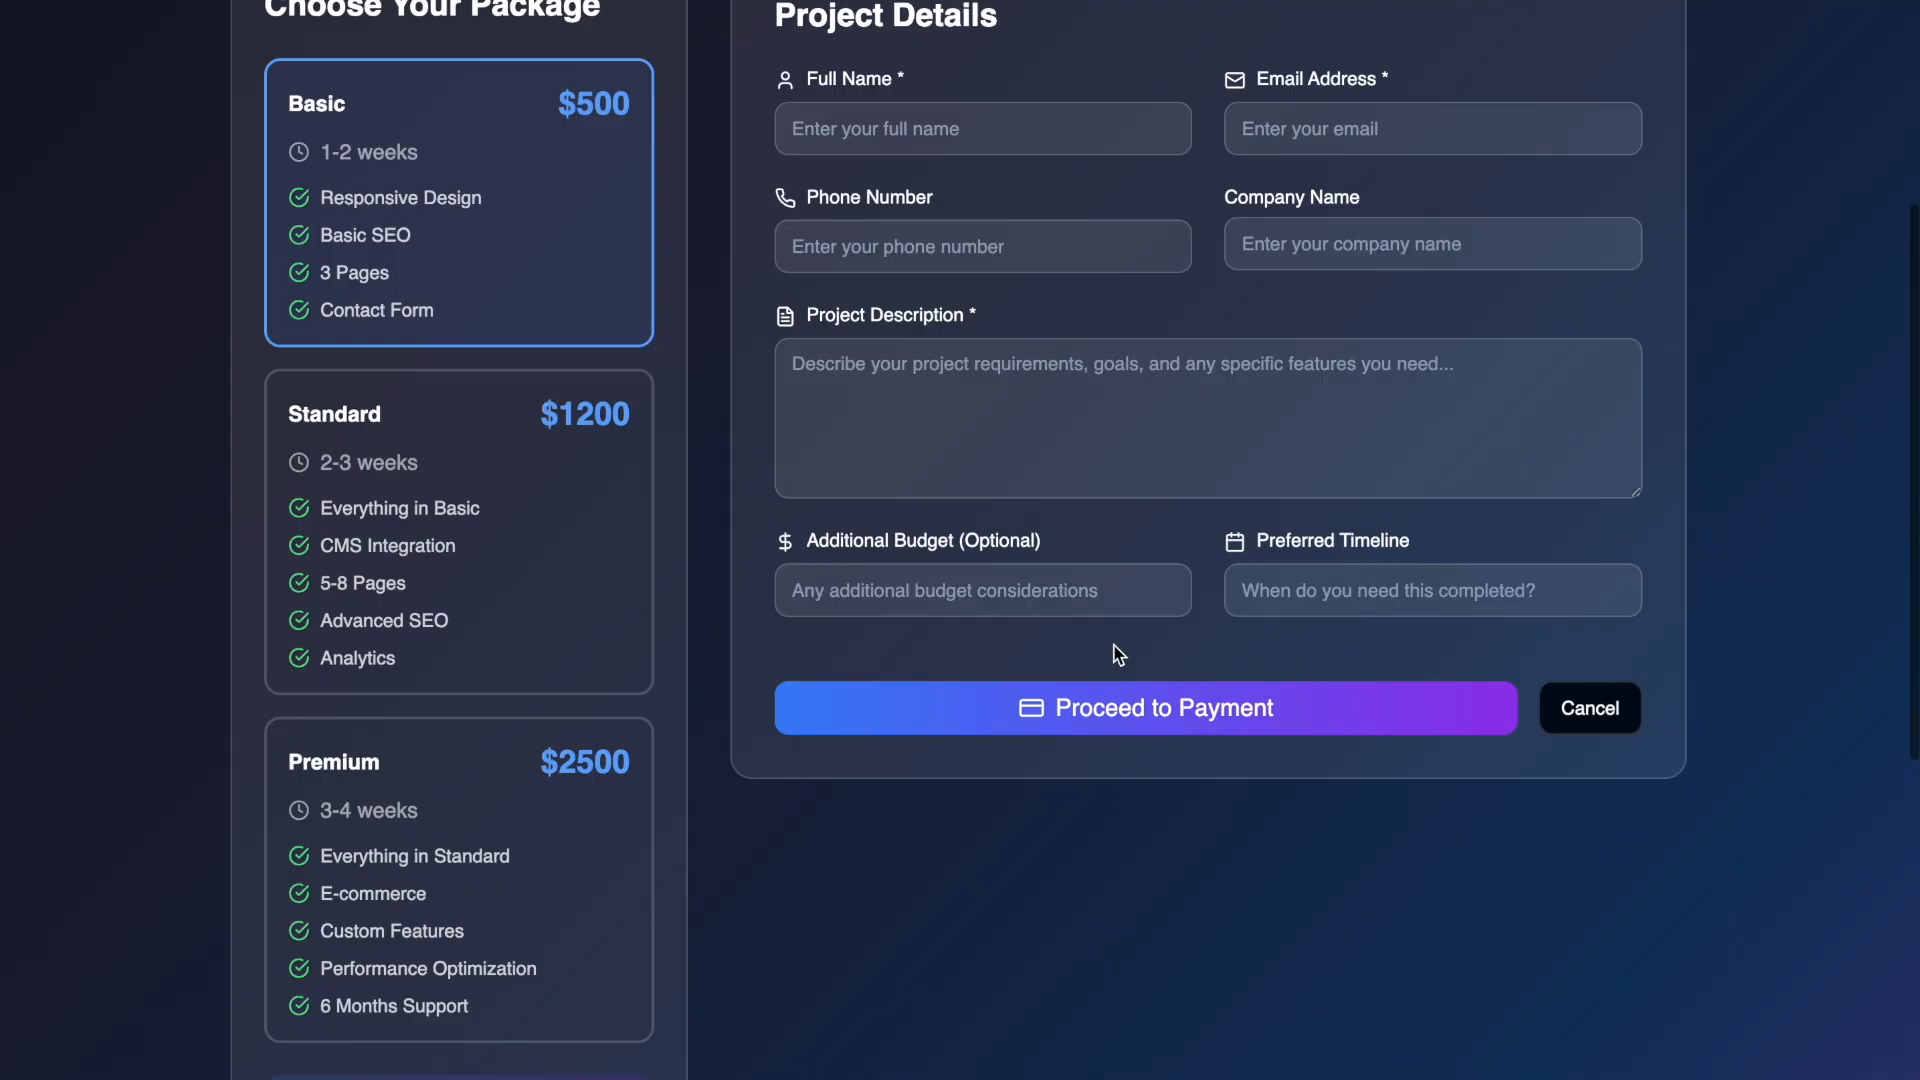 Choose Your Package
Basic
$500
1-2 weeks
Responsive Design
Basic SEO
3 Pages
Contact Form
Standard
$1200
2-3 weeks
Everything in Basic
CMS Integration
5-8 Pages
Advanced SEO
Analytics
Premium
$2500
3-4 weeks
Everything in Standard
E-commerce
Custom Features
Performance Optimization
6 Months Support
Project Details
Full Name *
Enter your full name
Email Address *
Enter your email
Phone Number
Enter your phone number
Company Name
Enter your company name
Project Description *
Describe your project requirements, goals, and any specific features you need...
Additional Budget (Optional)
Any additional budget considerations
Preferred Timeline
When do you need this completed?
Proceed to Payment
Cancel